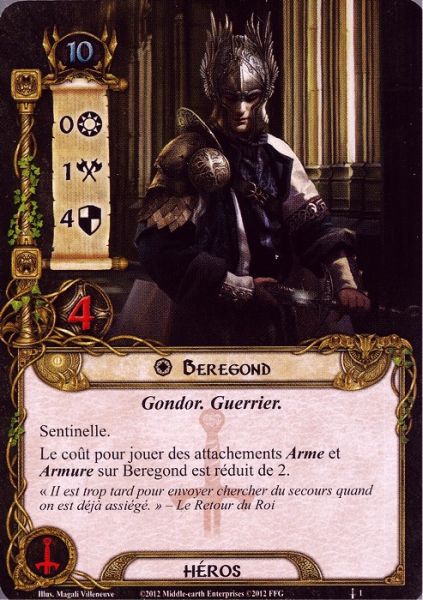 10
0
1
4
4
Beregond
Gondor. Guerrier.
Sentinelle.
Le coût pour jouer des attachements Arme et
Armure sur Beregond est réduit de 2.
« Il est trop tard pour envoyer chercher du secours quand
on est déjà assiégé. » – Le Retour du Roi
HÉROS
Illus. Magali Villeneuve ©2012 Middle-earth Enterprises ©2012 FFG 1